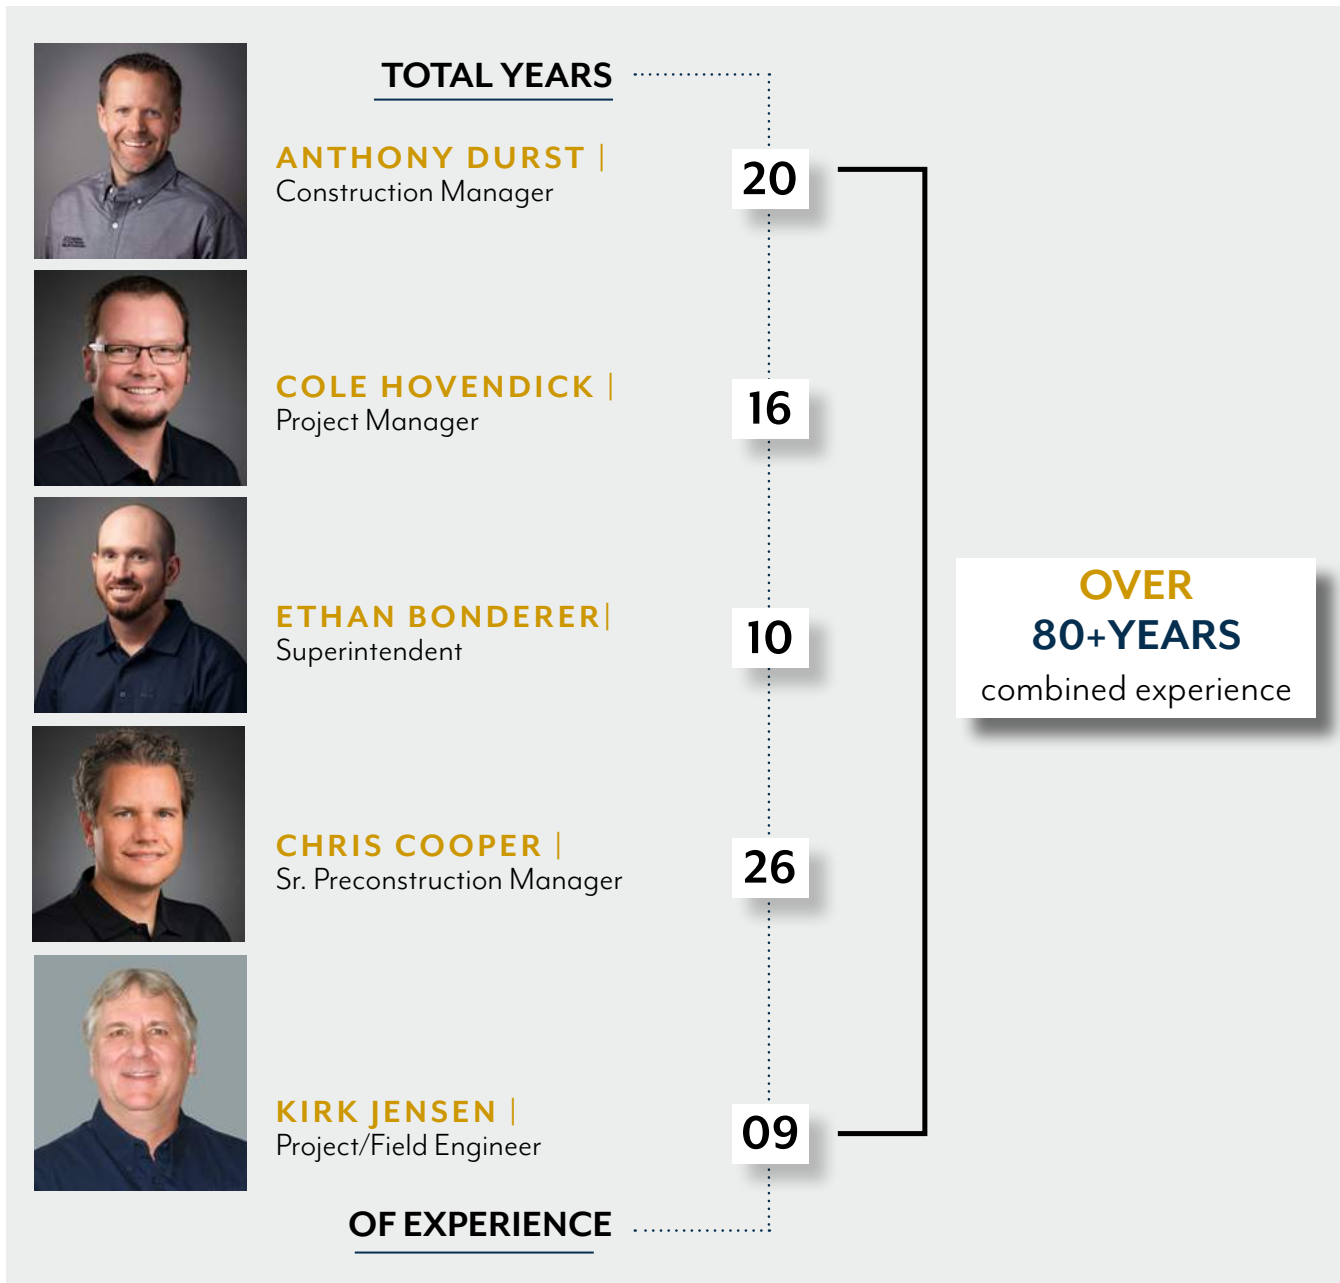 TOTAL YEARS
ANTHONY DURST |
Construction Manager
20
COLE HOVENDICK |
Project Manager
16
ETHAN BONDERER|
Superintendent
10
OVER
80+YEARS
combined experience
CHRIS COOPER |
Sr. Preconstruction Manager
26
KIRK JENSEN |
Project/Field Engineer
09
OF EXPERIENCE